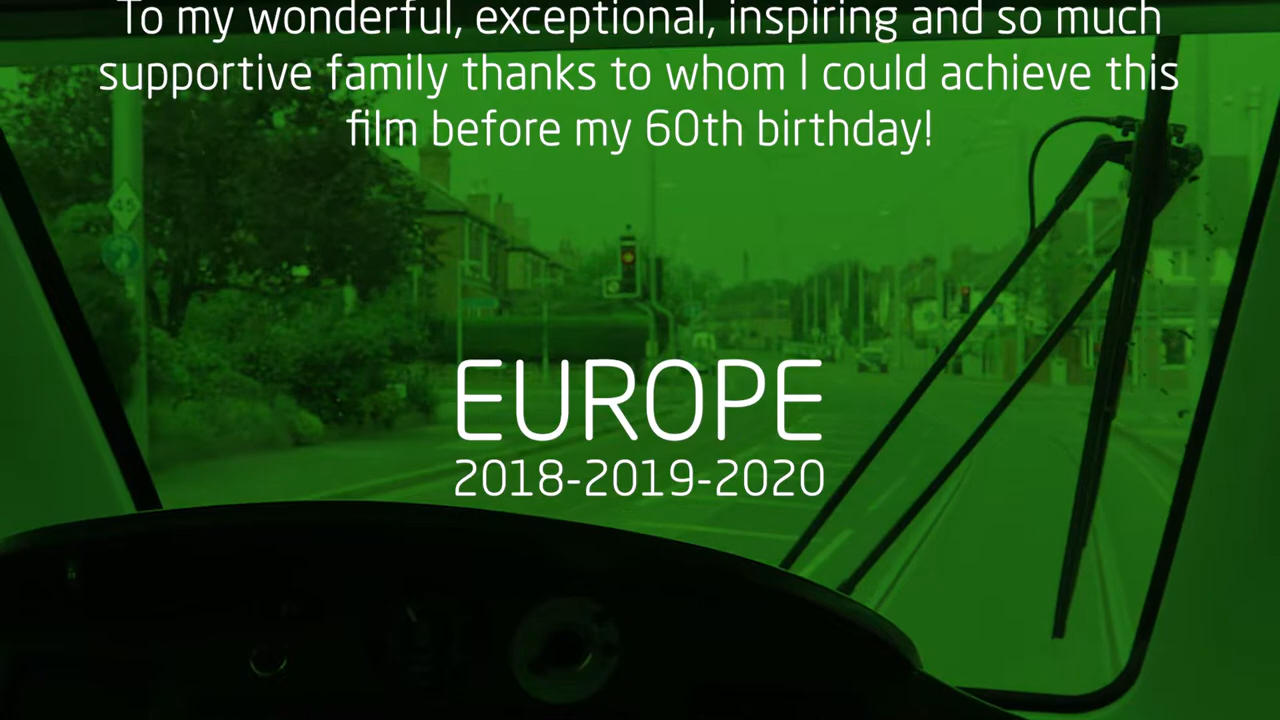 To my wonderful, exceptional, inspiring and so much
supportive family thanks to whom I could achieve this
film before my 60th birthday!
45
EUROPE
2018-2019-2020